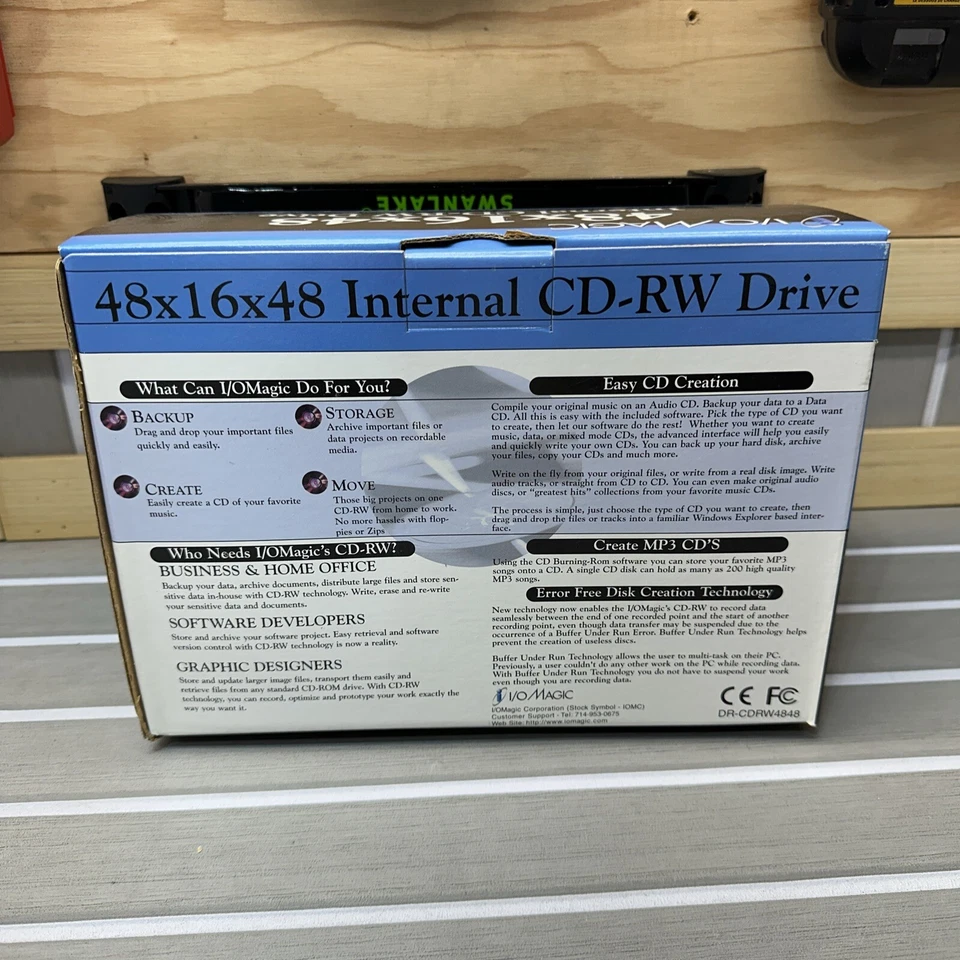 SWANLAKE
48x16x48
I/OMAGIC
48x16x48 Internal CD-RW Drive
What Can I/OMagic Do For You?
BACKUP
Drag and drop your important files
quickly and easily.
STORAGE
Archive important files or
data projects on recordable
media.
CREATE
Easily create a CD of your favorite
music.
MOVE
Those big projects on one
CD-RW from home to work.
No more hassles with flop-
pies or Zips
Who Needs I/OMagic's CD-RW?
BUSINESS & HOME OFFICE
Backup your data, archive documents, distribute large files and store sen-
sitive data in-house with CD-RW technology. Write, erase and re-write
your sensitive data and documents.
SOFTWARE DEVELOPERS
Store and archive your software project. Easy retrieval and software
version control with CD-RW technology is now a reality.
GRAPHIC DESIGNERS
Store and update larger image files, transport them easily and
retrieve files from any standard CD-ROM drive. With CD-RW
technology, you can record, optimize and prototype your work exactly the
way you want it.
Easy CD Creation
Compile your original music on an Audio CD. Backup your data to a Data
CD. All this is easy with the included software. Pick the type of CD you want
to create, then let our software do the rest! Whether you want to create
music, data, or mixed mode CDs, the advanced interface will help you easily
and quickly write your own CDs. You can back up your hard disk, archive
your files, copy your CDs and much more.
Write on the fly from your original files, or write from a real disk image. Write
audio tracks, or straight from CD to CD. You can even make original audio
discs, or "greatest hits" collections from your favorite music CDs.
The process is simple, just choose the type of CD you want to create, then
drag and drop the files or tracks into a familiar Windows Explorer based inter-
face.
Create MP3 CD'S
Using the CD Burning-Rom software you can store your favorite MP3
songs onto a CD. A single CD disk can hold as many as 200 high quality
MP3 songs.
Error Free Disk Creation Technology
New technology now enables the I/OMagic's CD-RW to record data
seamlessly between the end of one recorded point and the start of another
recording point, even though data transfer may be suspended due to the
occurrence of a Buffer Under Run Error. Buffer Under Run Technology helps
prevent the creation of useless discs.
Buffer Under Run Technology allows the user to multi-task on their PC.
Previously, a user couldn't do any other work on the PC while recording data.
With Buffer Under Run Technology you do not have to suspend your work
even though you are recording data.
I/OMAGIC
I/OMagic Corporation (Stock Symbol - IOMC)
Customer Support - Tel: 714-953-0675
Web Site: http://www.iomagic.com
CE FC
DR-CDRW4848